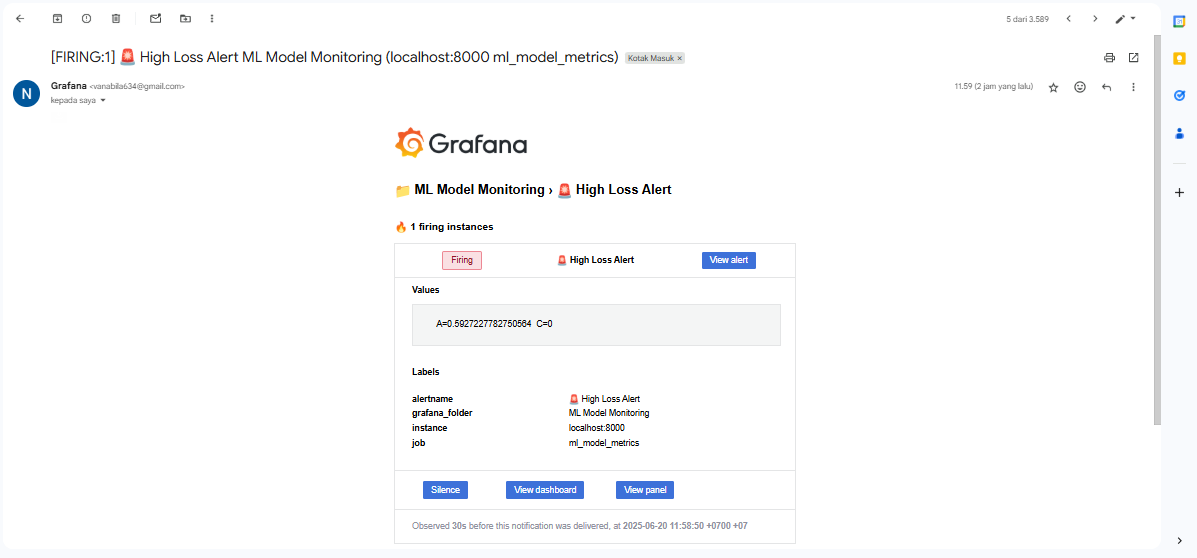 5 dari 3.589
[FIRING:1] 🚨 High Loss Alert ML Model Monitoring (localhost:8000 ml_model_metrics) Kotak Masuk ×
N
Grafana <vanabila634@gmail.com>
11.59 (2 jam yang lalu)
kepada saya
Grafana
📁 ML Model Monitoring › 🚨 High Loss Alert
🔥 1 firing instances
Firing 🚨 High Loss Alert View alert
Values
A=0.5927227782750564 C=0
Labels
alertname 🚨 High Loss Alert
grafana_folder ML Model Monitoring
instance localhost:8000
job ml_model_metrics
Silence View dashboard View panel
Observed 30s before this notification was delivered, at 2025-06-20 11:58:50 +0700 +07